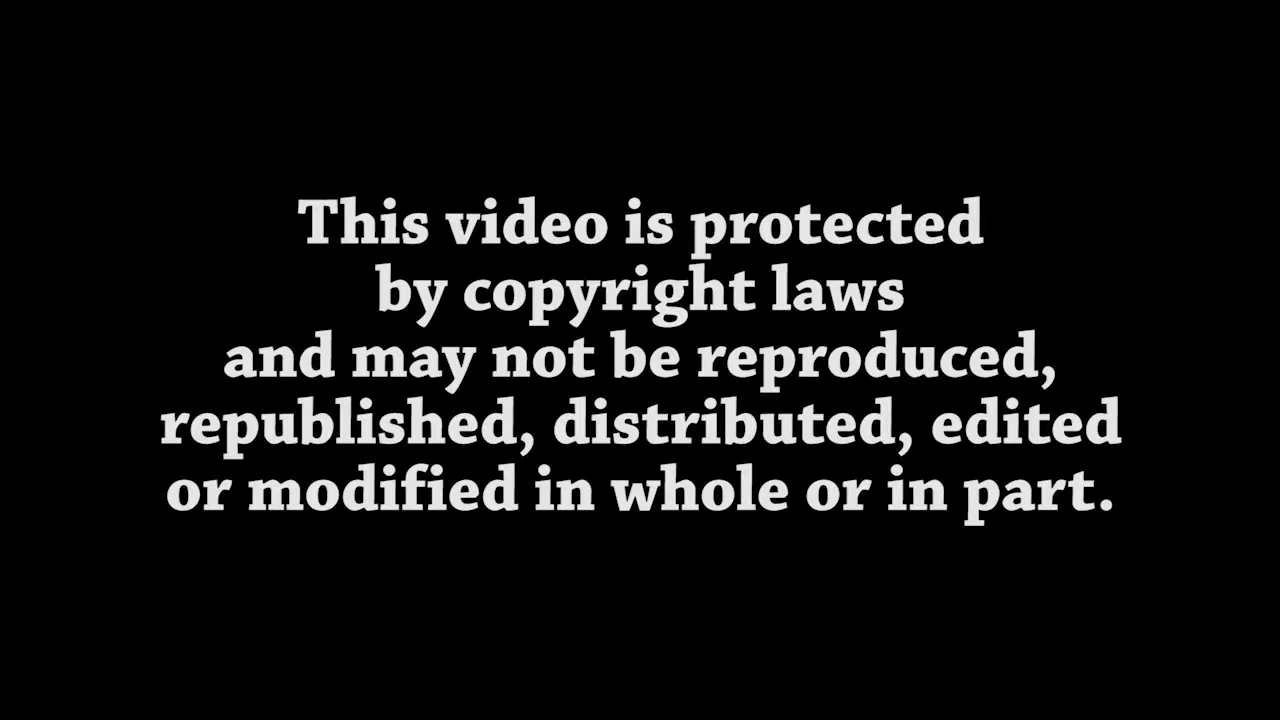 This video is protected
by copyright laws
and may not be reproduced,
republished, distributed, edited
or modified in whole or in part.